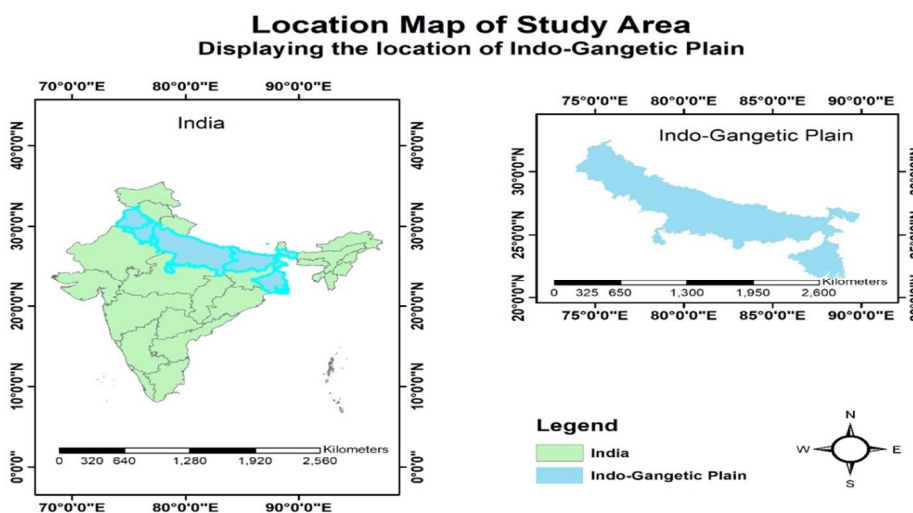 Location Map of Study Area
Displaying the location of Indo-Gangetic Plain
70°0'0"E 80°0'0"E 90°0'0"E
India
40°0'0"N
30°0'0"N
20°0'0"N
10°0'0"N
0°0'0"
40°0'0"N
30°0'0"N
20°0'0"N
10°0'0"N
0°0'0"
Kilometers
0 320 640 1,280 1,920 2,560
70°0'0"E 80°0'0"E 90°0'0"E
75°0'0"E 80°0'0"E 85°0'0"E 90°0'0"E
Indo-Gangetic Plain
30°0'0"N
25°0'0"N
20°0'0"N
Kilometers
0 325 650 1,300 1,950 2,600
75°0'0"E 80°0'0"E 85°0'0"E 90°0'0"E
Legend
India
Indo-Gangetic Plain
N
W E
S